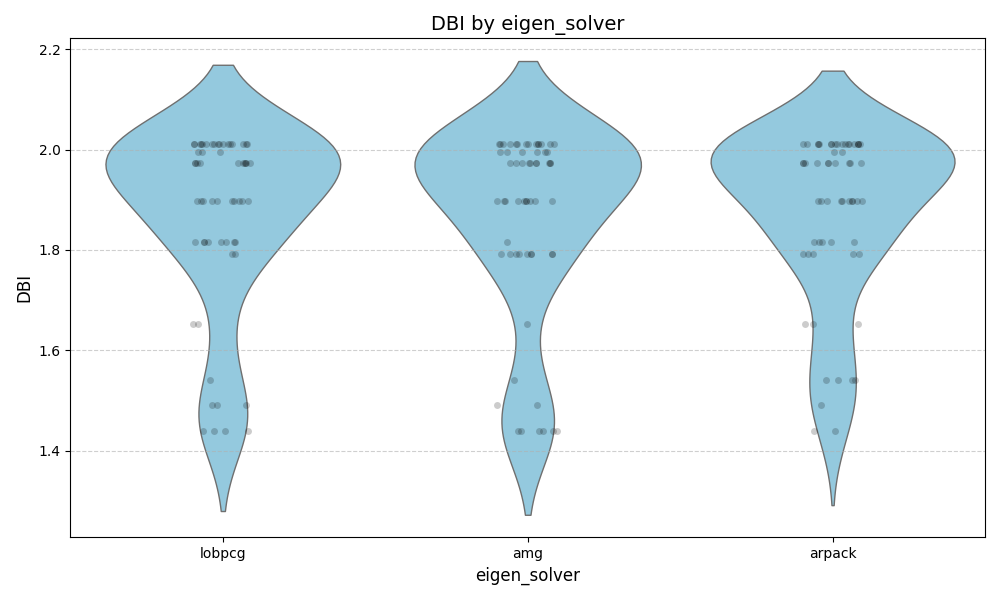 DBI by eigen_solver
2.2
2.0
1.8
1.6
1.4
DBI
lobpcg
amg
arpack
eigen_solver